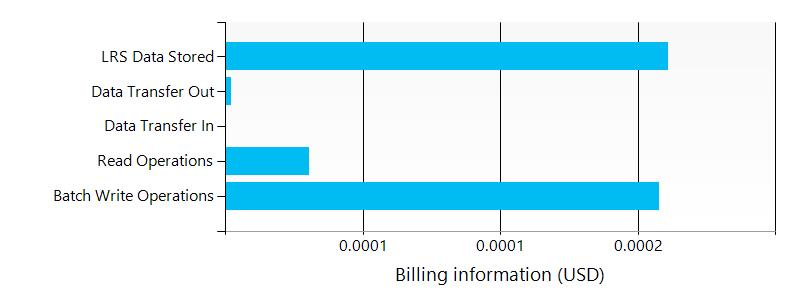 LRS Data Stored
Data Transfer Out
Data Transfer In
Read Operations
Batch Write Operations
0.0001 0.0001 0.0002
Billing information (USD)